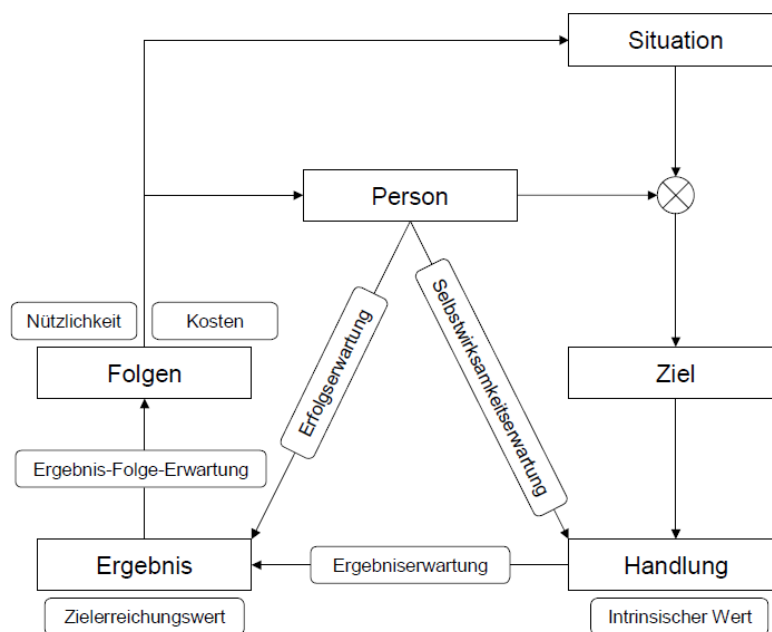 Situation
Person
Nützlichkeit
Kosten
Folgen
Erfolgserwartung
Selbstwirksamkeitserwartung
Ziel
Ergebnis-Folge-Erwartung
Ergebnis
Ergebniserwartung
Handlung
Zielerreichungswert
Intrinsischer Wert